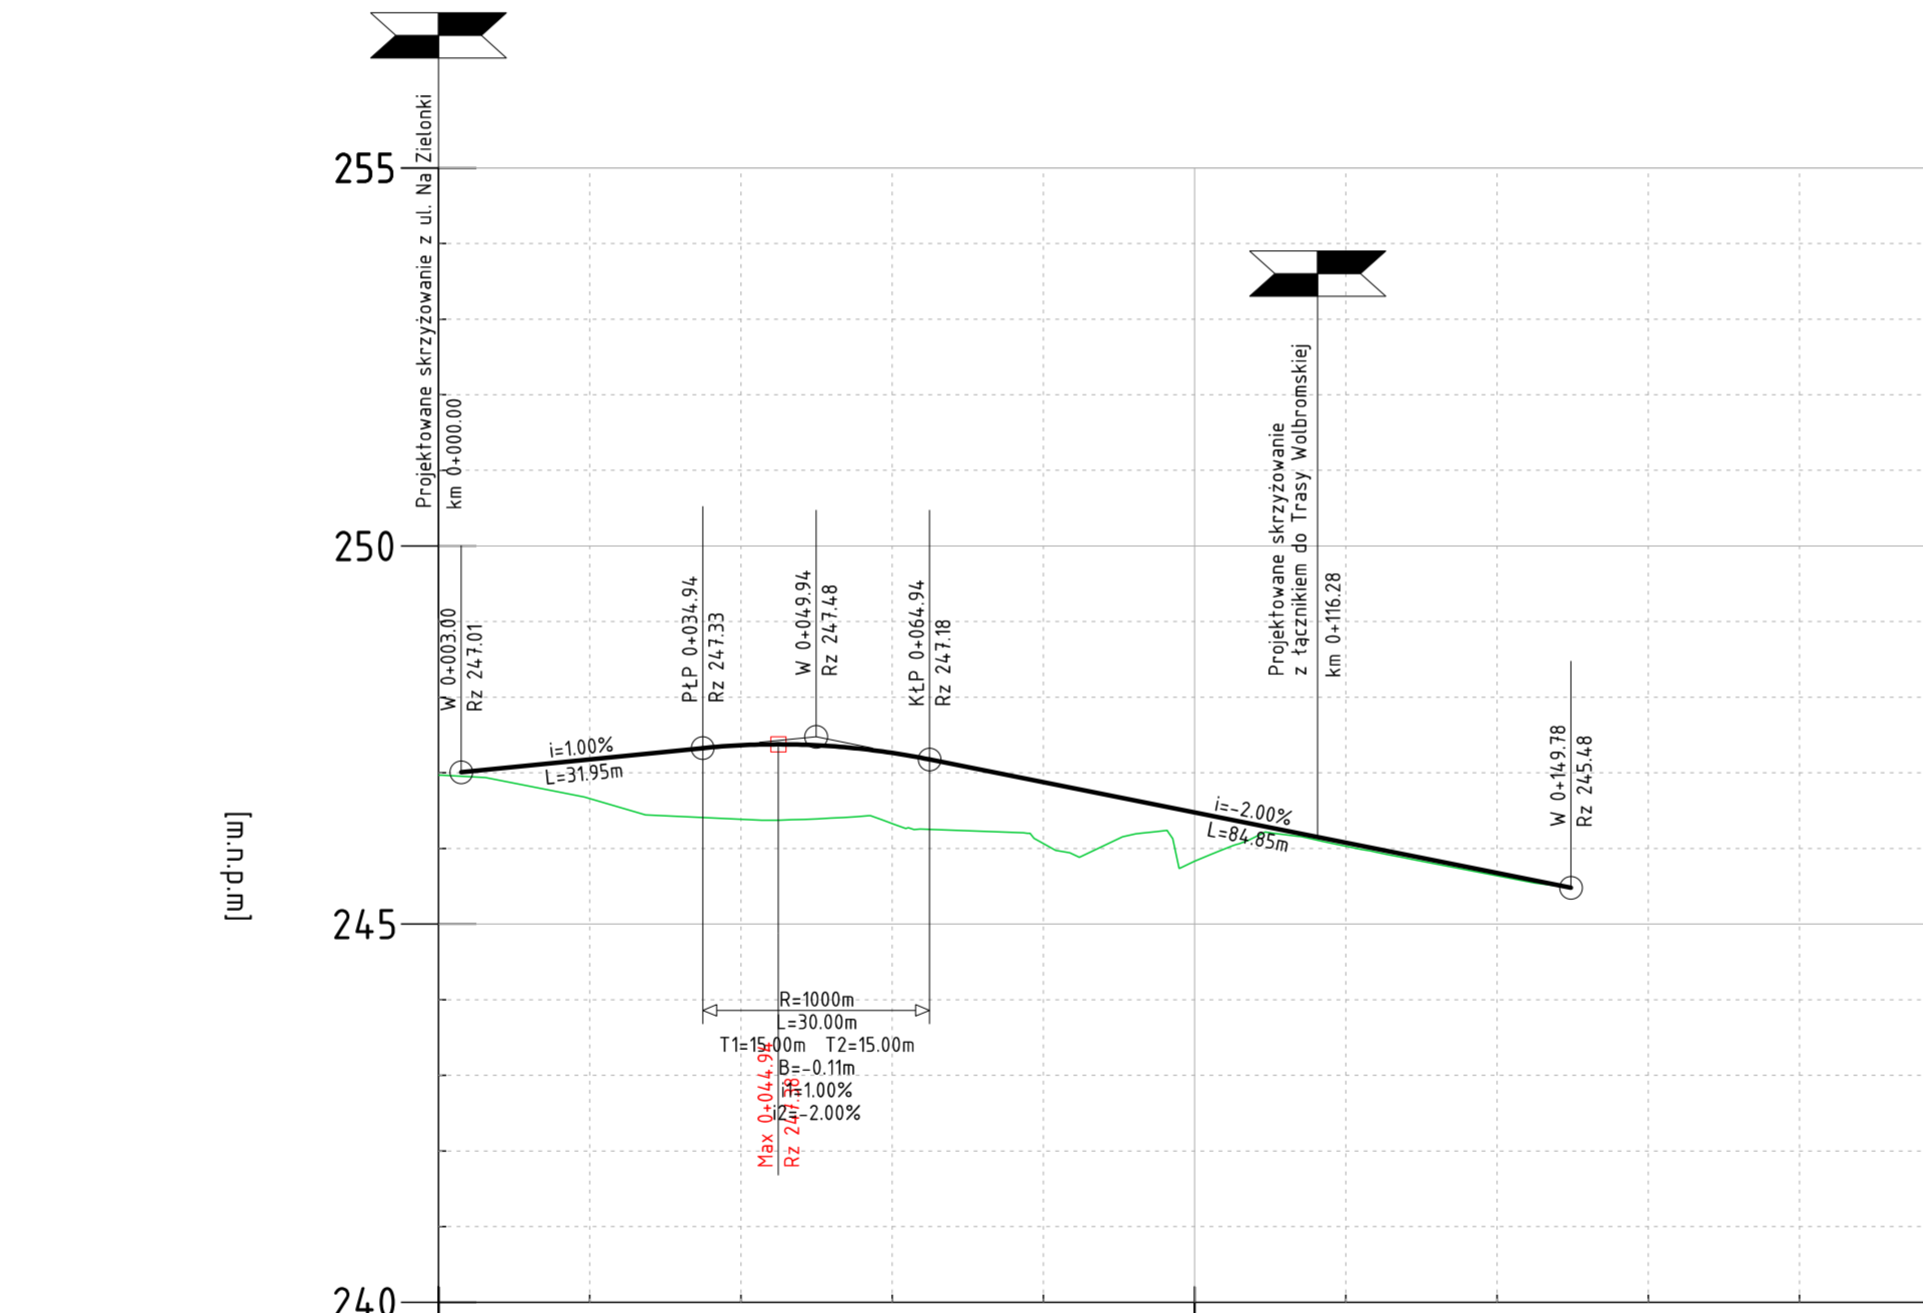 Projektowane skrzyżowanie z ul. Na Zielonki
km 0+000.00
255
250
245
240
[m.n.p.m]
W 0+003.00
Rz 247.01
i=1.00%
L=31.95m
PŁP 0+034.94
Rz 247.33
W 0+049.94
Rz 247.48
KŁP 0+064.94
Rz 247.18
Projektowane skrzyżowanie
z łącznikiem do Trasy Wolbromskiej
km 0+116.28
i=-2.00%
L=84.85m
W 0+149.78
Rz 245.48
R=1000m
L=30.00m
T1=15.00m T2=15.00m
B=-0.11m
i1=1.00%
i2=-2.00%
Max 0+044.94
Rz 247.38